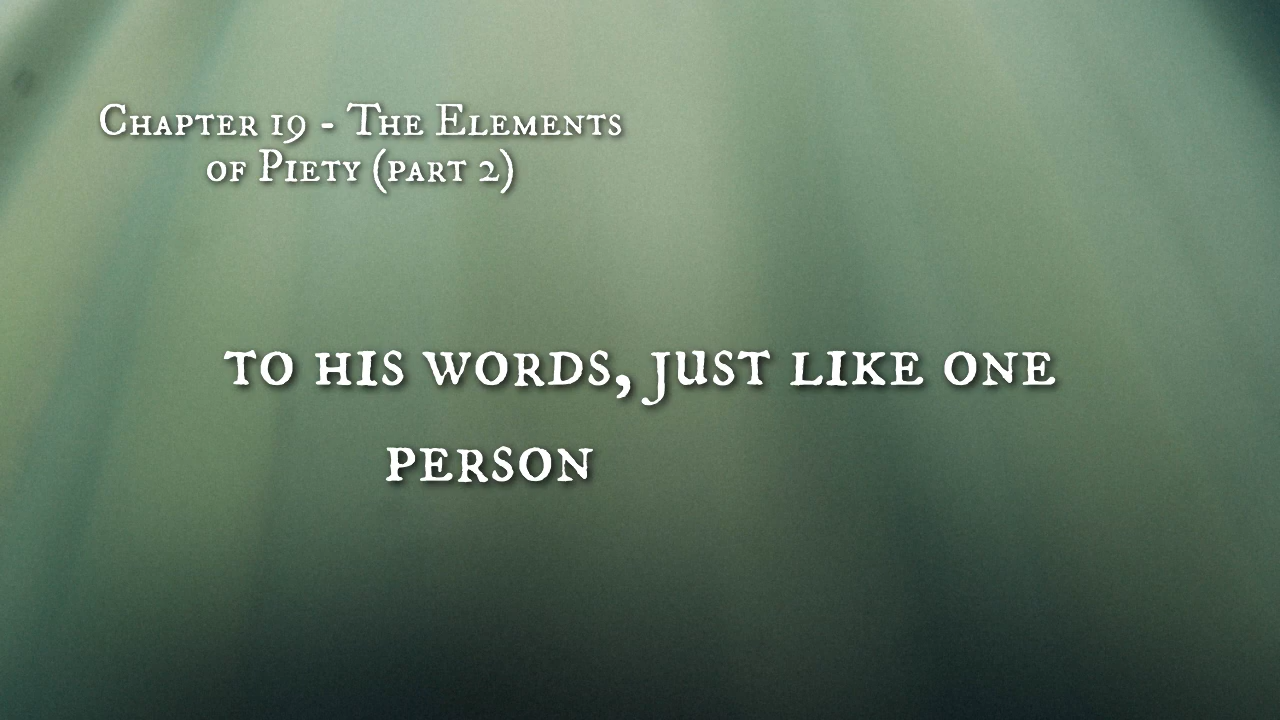 Chapter 19 - The Elements
of Piety (part 2)
to his words, just like one
person